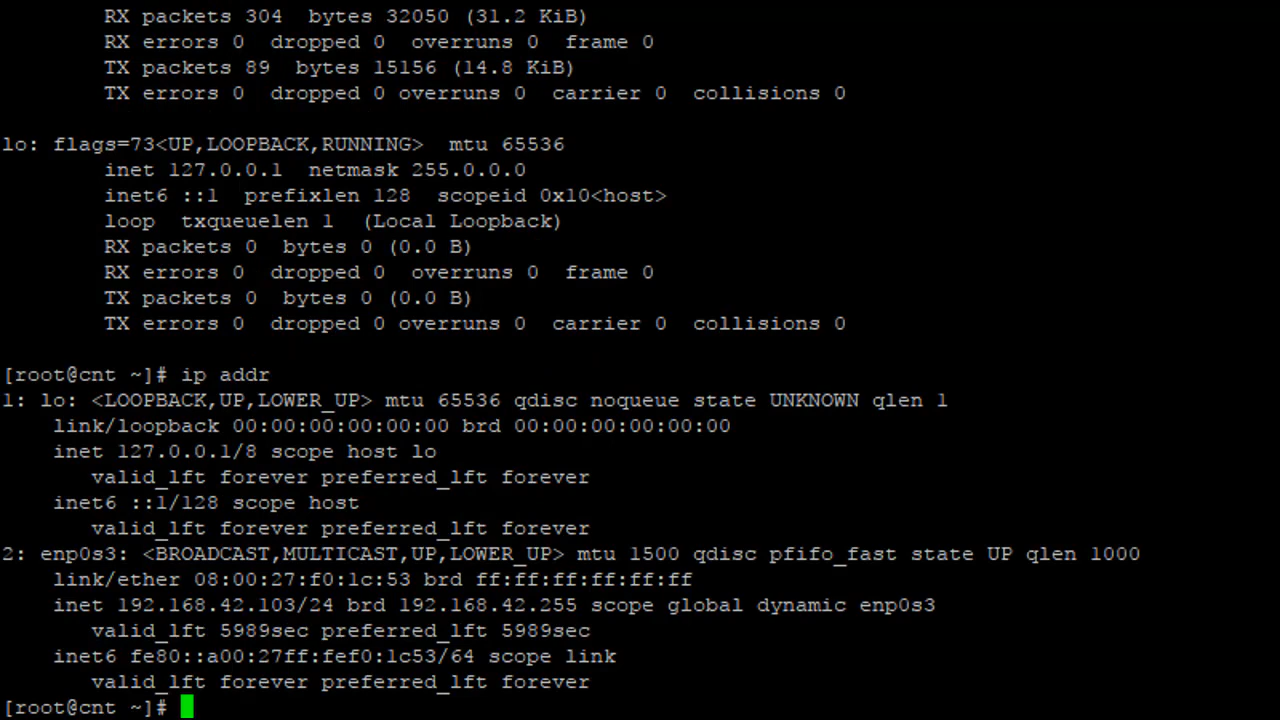 RX packets 304  bytes 32050 (31.2 KiB)
RX errors 0  dropped 0  overruns 0  frame 0
TX packets 89  bytes 15156 (14.8 KiB)
TX errors 0  dropped 0 overruns 0  carrier 0  collisions 0
lo: flags=73<UP,LOOPBACK,RUNNING>  mtu 65536
inet 127.0.0.1  netmask 255.0.0.0
inet6 ::1  prefixlen 128  scopeid 0x10<host>
loop  txqueuelen 1  (Local Loopback)
RX packets 0  bytes 0 (0.0 B)
RX errors 0  dropped 0  overruns 0  frame 0
TX packets 0  bytes 0 (0.0 B)
TX errors 0  dropped 0 overruns 0  carrier 0  collisions 0
[root@cnt ~]# ip addr
1: lo: <LOOPBACK,UP,LOWER_UP> mtu 65536 qdisc noqueue state UNKNOWN qlen 1
link/loopback 00:00:00:00:00:00 brd 00:00:00:00:00:00
inet 127.0.0.1/8 scope host lo
valid_lft forever preferred_lft forever
inet6 ::1/128 scope host
valid_lft forever preferred_lft forever
2: enp0s3: <BROADCAST,MULTICAST,UP,LOWER_UP> mtu 1500 qdisc pfifo_fast state UP qlen 1000
link/ether 08:00:27:f0:1c:53 brd ff:ff:ff:ff:ff:ff
inet 192.168.42.103/24 brd 192.168.42.255 scope global dynamic enp0s3
valid_lft 5989sec preferred_lft 5989sec
inet6 fe80::a00:27ff:fef0:1c53/64 scope link
valid_lft forever preferred_lft forever
[root@cnt ~]#